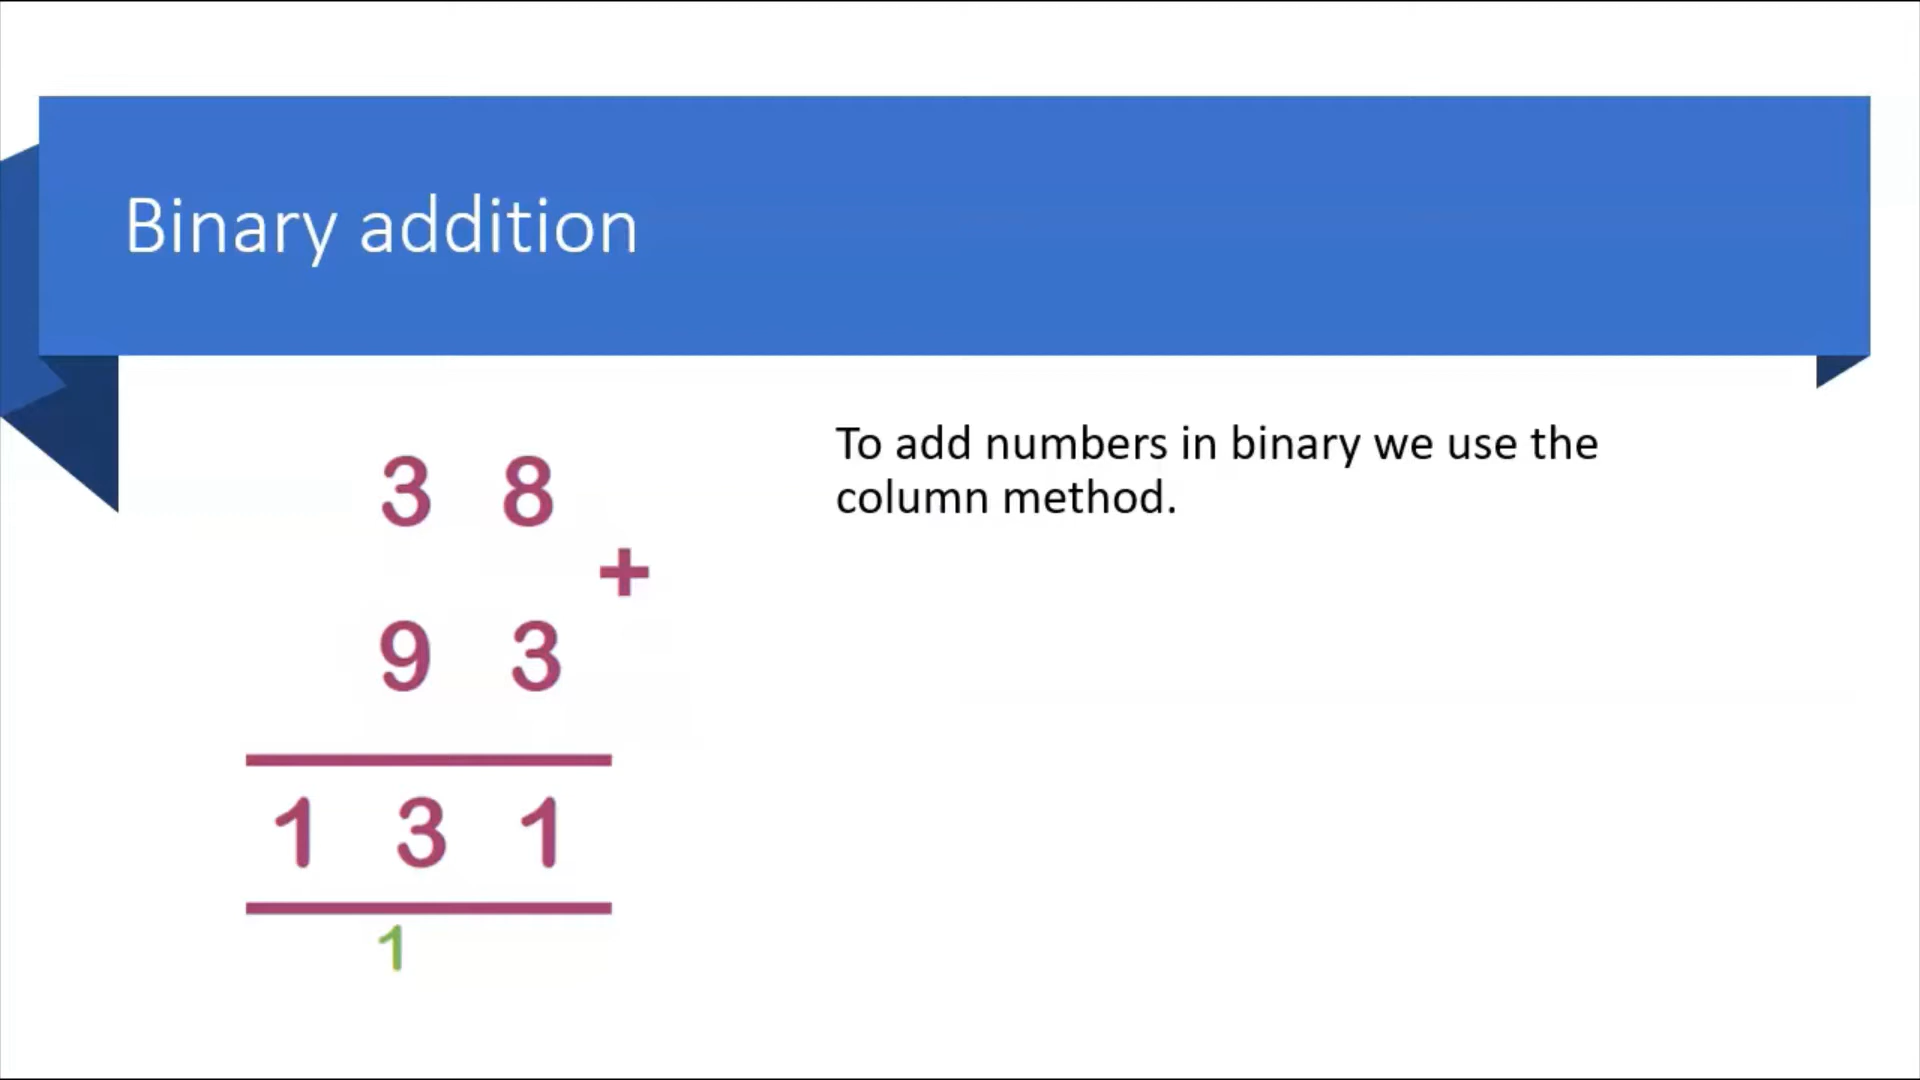 Binary addition
3 8
+
9 3
1 3 1
1
To add numbers in binary we use the
column method.